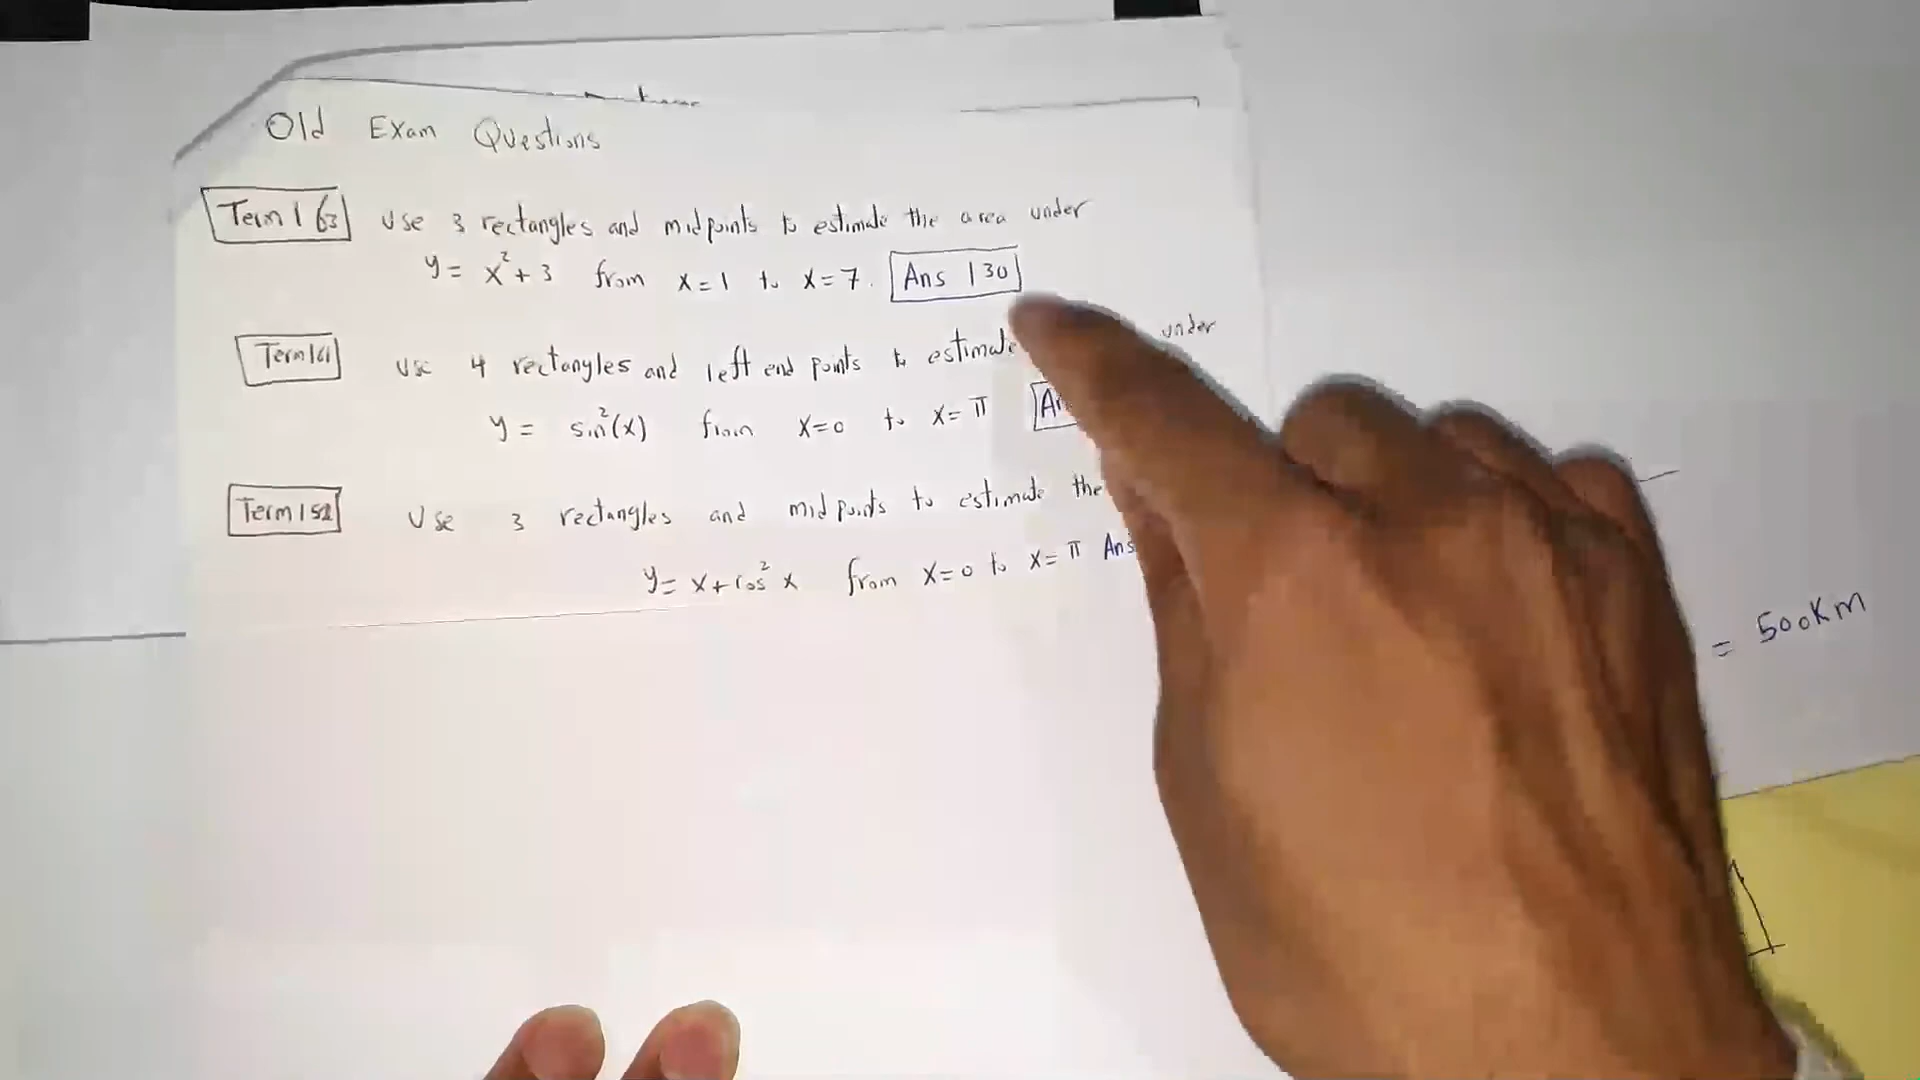 Old Exam Questions
Term 163 Use 3 rectangles and midpoints to estimate the area under
y = x² + 3 from x=1 to x=7. Ans 130
Term 161 Use 4 rectangles and left end points to estimate under
y = sin²(x) from x=0 to x=π
Term 152 Use 3 rectangles and midpoints to estimate the
y= x+cos² x from x=0 to x=π Ans
= 500Km